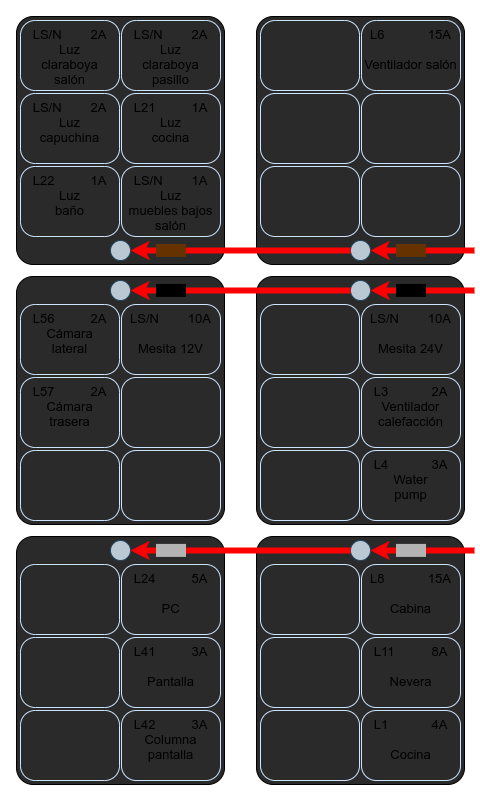 LS/N 2A
Luz
claraboya
salón
LS/N 2A
Luz
claraboya
pasillo
LS/N 2A
Luz
capuchina
L21 1A
Luz
cocina
L22 1A
Luz
baño
LS/N 1A
Luz
muebles bajos
salón
L6 15A
Ventilador salón
L56 2A
Cámara
lateral
LS/N 10A
Mesita 12V
L57 2A
Cámara
trasera
LS/N 10A
Mesita 24V
L3 2A
Ventilador
calefacción
L4 3A
Water
pump
L24 5A
PC
L41 3A
Pantalla
L42 3A
Columna
pantalla
L8 15A
Cabina
L11 8A
Nevera
L1 4A
Cocina